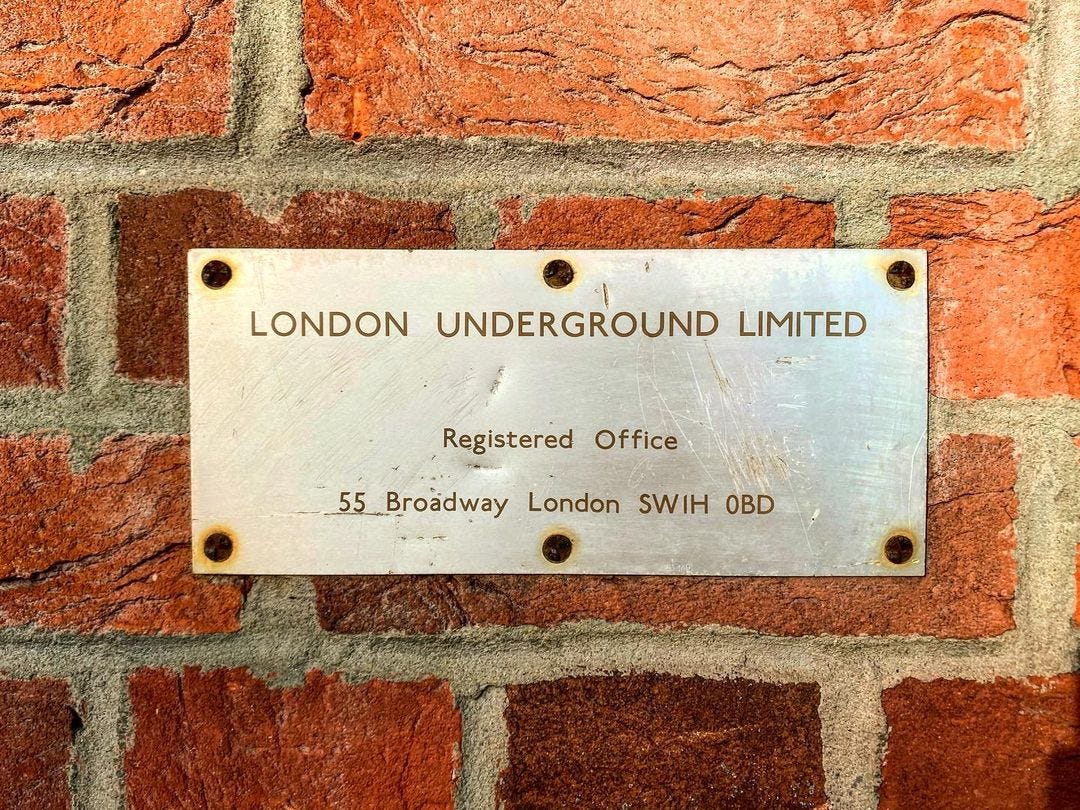 LONDON UNDERGROUND LIMITED
Registered Office
55 Broadway London SW1H 0BD